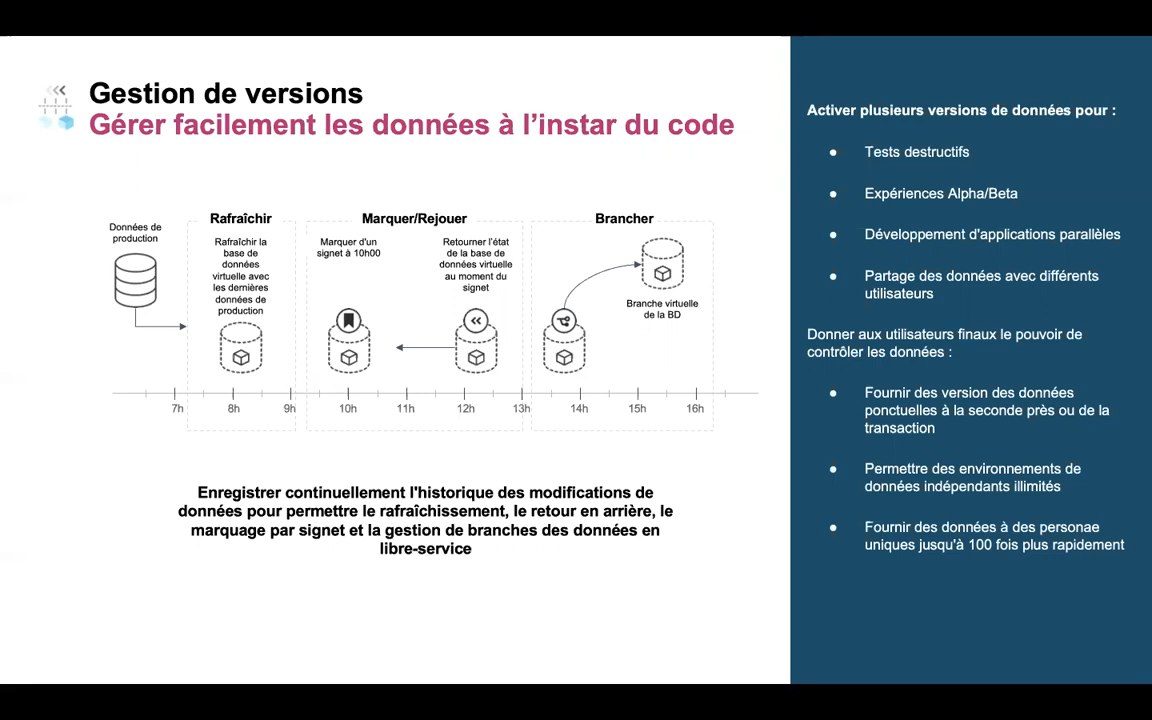 Gestion de versions
Gérer facilement les données à l’instar du code
Données de
production
Rafraîchir
Rafraîchir la
base de
données
virtuelle avec
les dernières
données de
production
Marquer/Rejouer
Marquer d'un
signet à 10h00
Retourner l’état
de la base de
données virtuelle
au moment du
signet
Brancher
Branche virtuelle
de la BD
7h
8h
9h
10h
11h
12h
13h
14h
15h
16h
Enregistrer continuellement l'historique des modifications de
données pour permettre le rafraîchissement, le retour en arrière, le
marquage par signet et la gestion de branches des données en
libre-service
Activer plusieurs versions de données pour :
● Tests destructifs
● Expériences Alpha/Beta
● Développement d'applications parallèles
● Partage des données avec différents
utilisateurs
Donner aux utilisateurs finaux le pouvoir de
contrôler les données :
● Fournir des version des données
ponctuelles à la seconde près ou de la
transaction
● Permettre des environnements de
données indépendants illimités
● Fournir des données à des personae
uniques jusqu'à 100 fois plus rapidement